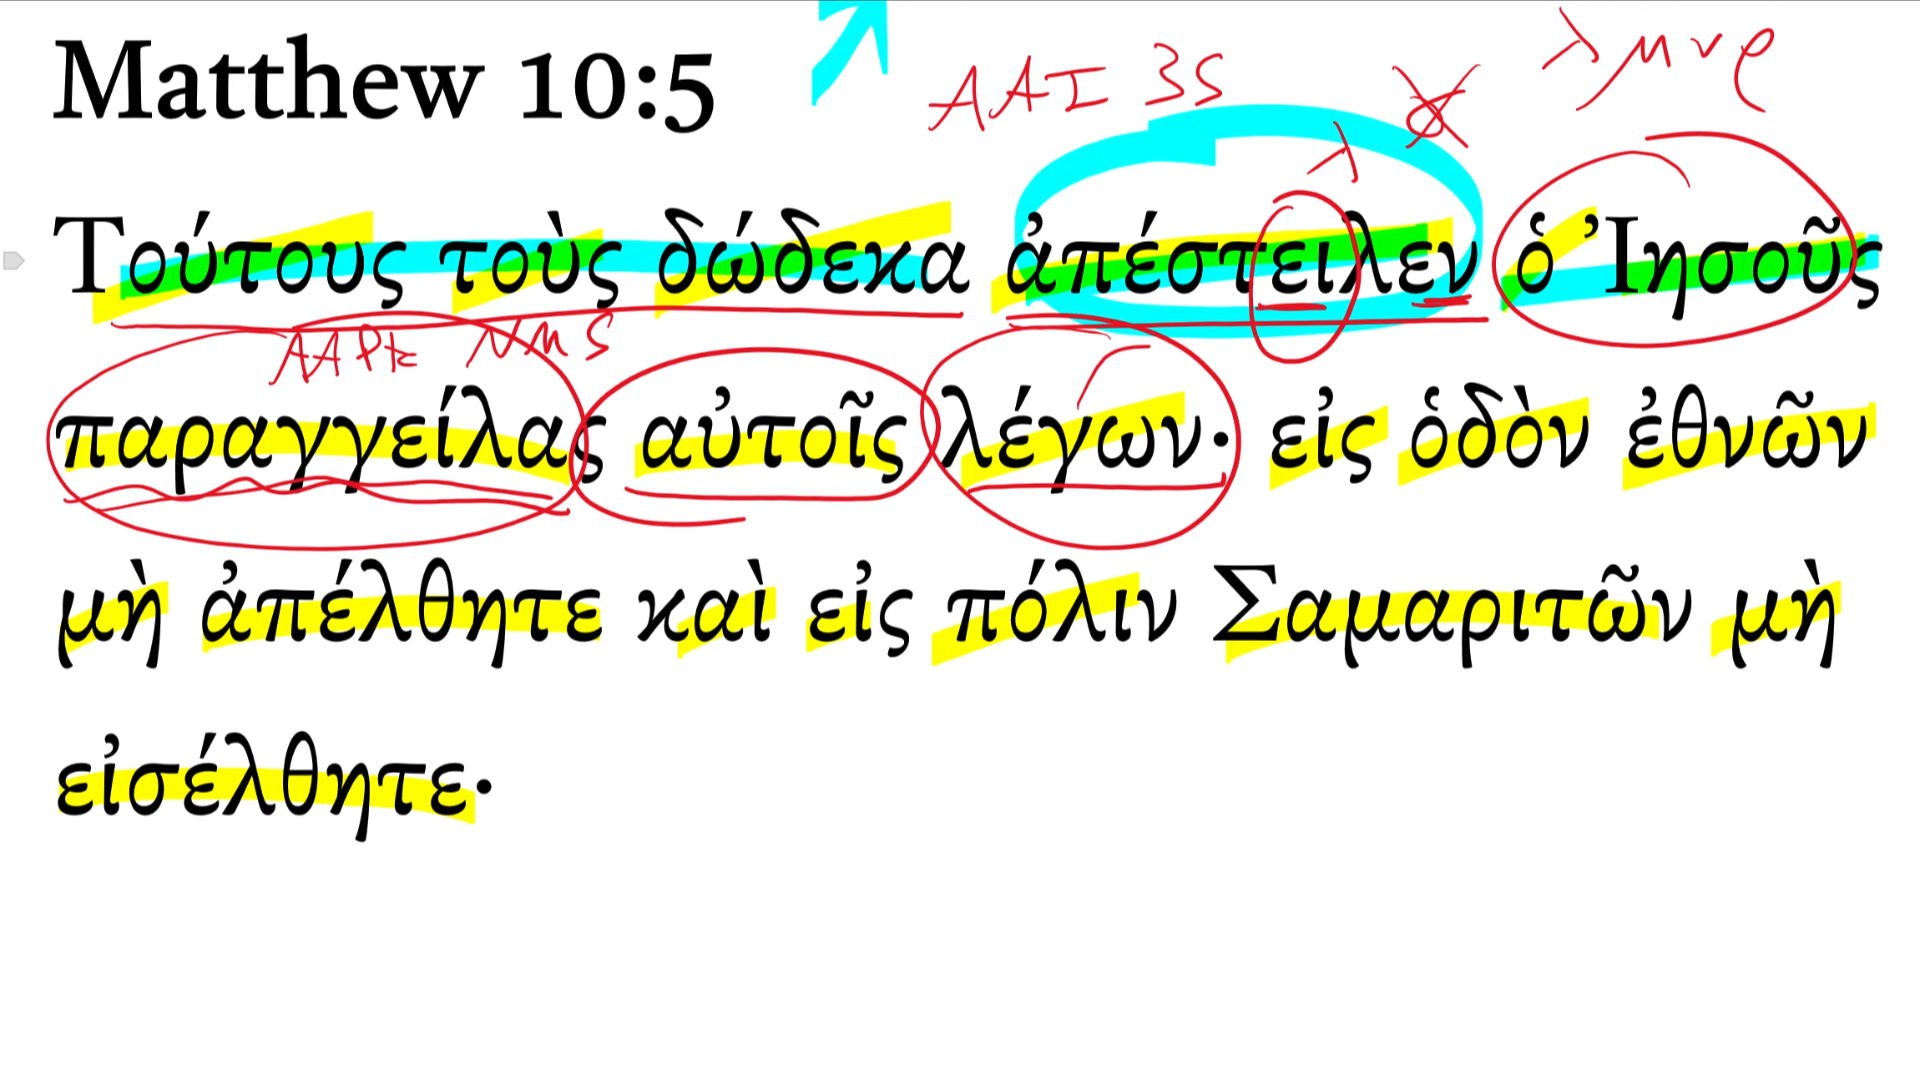 Matthew 10:5
AAI 3S
λ μ ν ρ
λ
Τούτους τοὺς δώδεκα ἀπέστειλεν ὁ Ἰησοῦς
AAPtc NMS
παραγγείλας αὐτοῖς λέγων· εἰς ὁδὸν ἐθνῶν
μὴ ἀπέλθητε καὶ εἰς πόλιν Σαμαριτῶν μὴ
εἰσέλθητε·